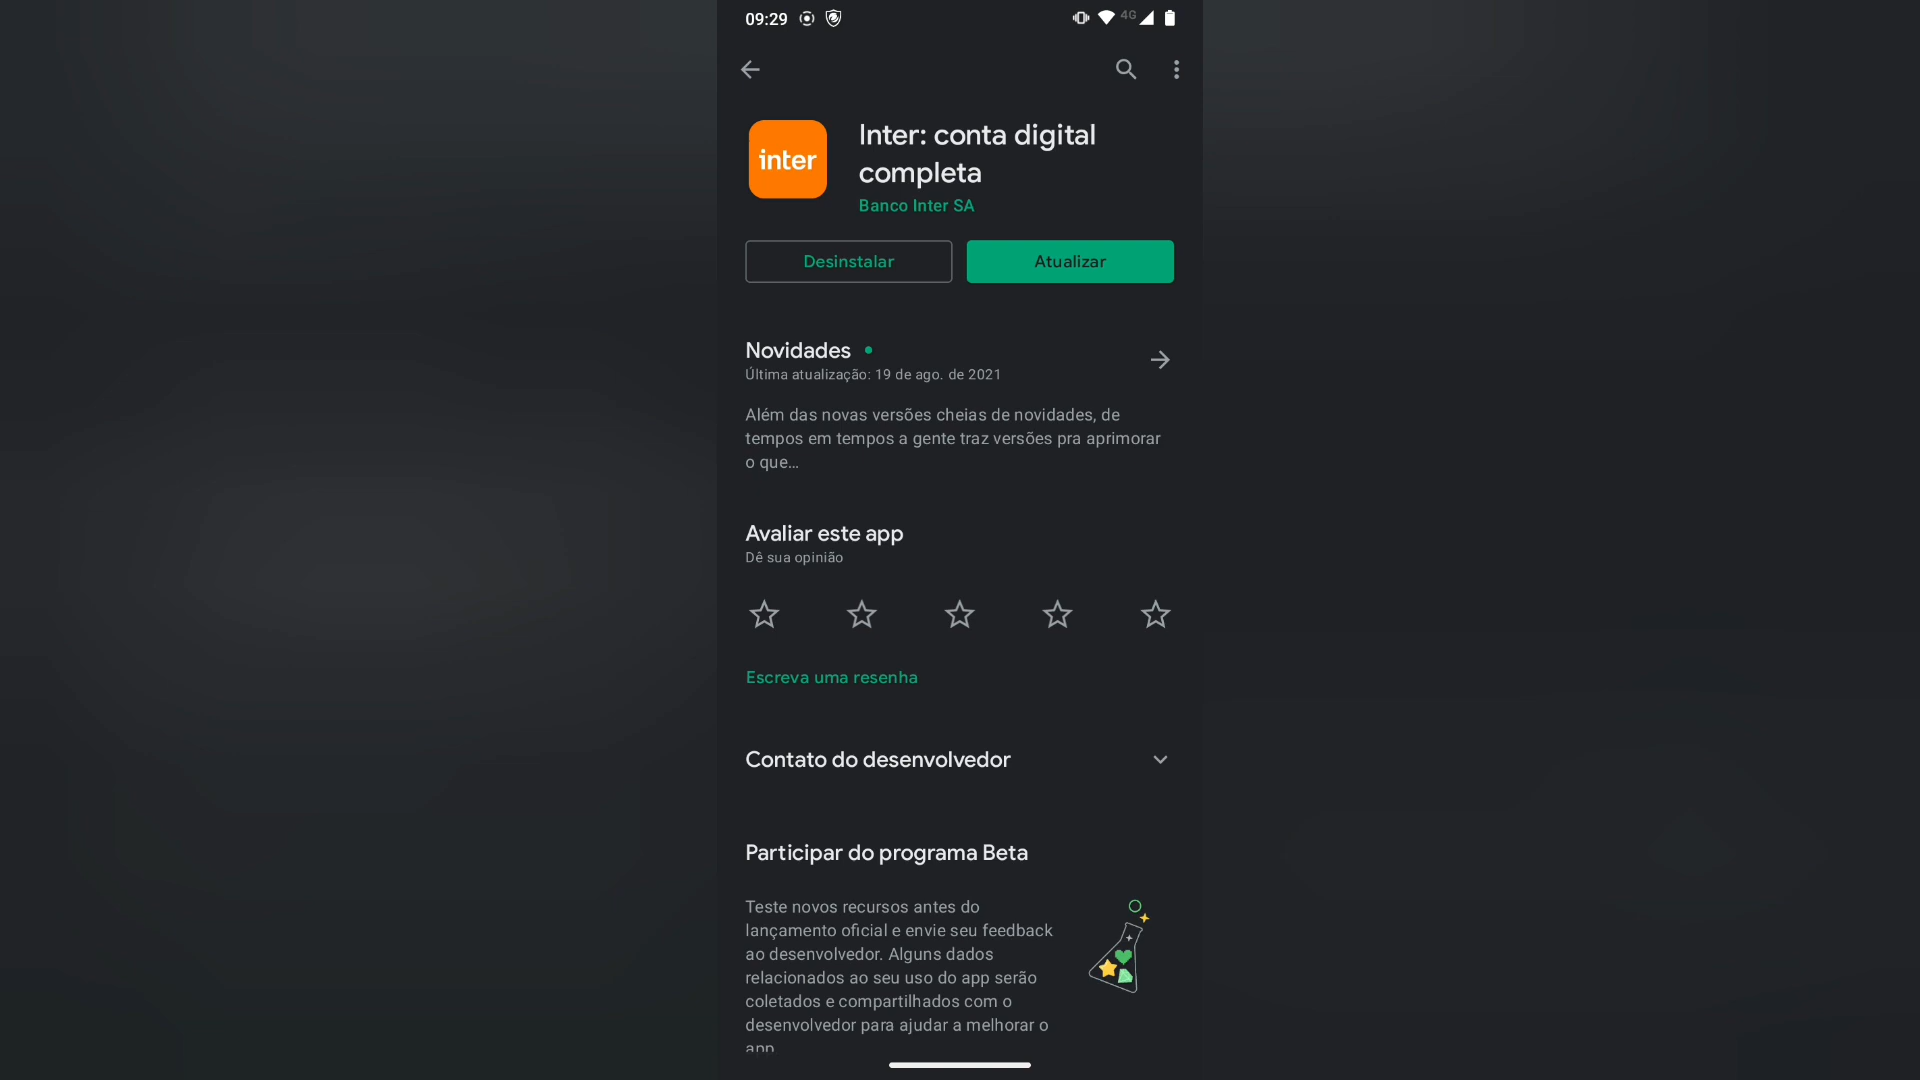 09:29
4G
inter
Inter: conta digital
completa
Banco Inter SA
Desinstalar
Atualizar
Novidades
Última atualização: 19 de ago. de 2021
Além das novas versões cheias de novidades, de
tempos em tempos a gente traz versões pra aprimorar
o que...
Avaliar este app
Dê sua opinião
Escreva uma resenha
Contato do desenvolvedor
Participar do programa Beta
Teste novos recursos antes do
lançamento oficial e envie seu feedback
ao desenvolvedor. Alguns dados
relacionados ao seu uso do app serão
coletados e compartilhados com o
desenvolvedor para ajudar a melhorar o
app